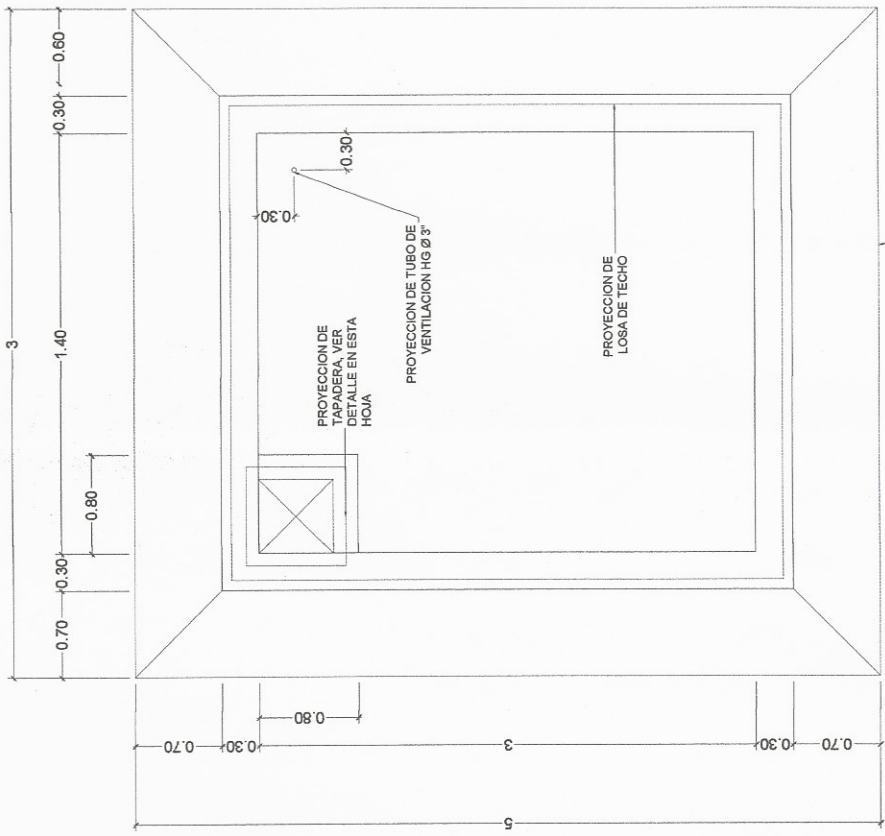 3
0.70
0.30
1.40
0.30
0.60
0.80
0.30
0.30
PROYECCION DE
TAPADERA, VER
DETALLE EN ESTA
HOJA
PROYECCION DE TUBO DE
VENTILACION HG Ø 3"
PROYECCION DE
LOSA DE TECHO
0.80
0.70
0.30
3
0.30
0.70
5